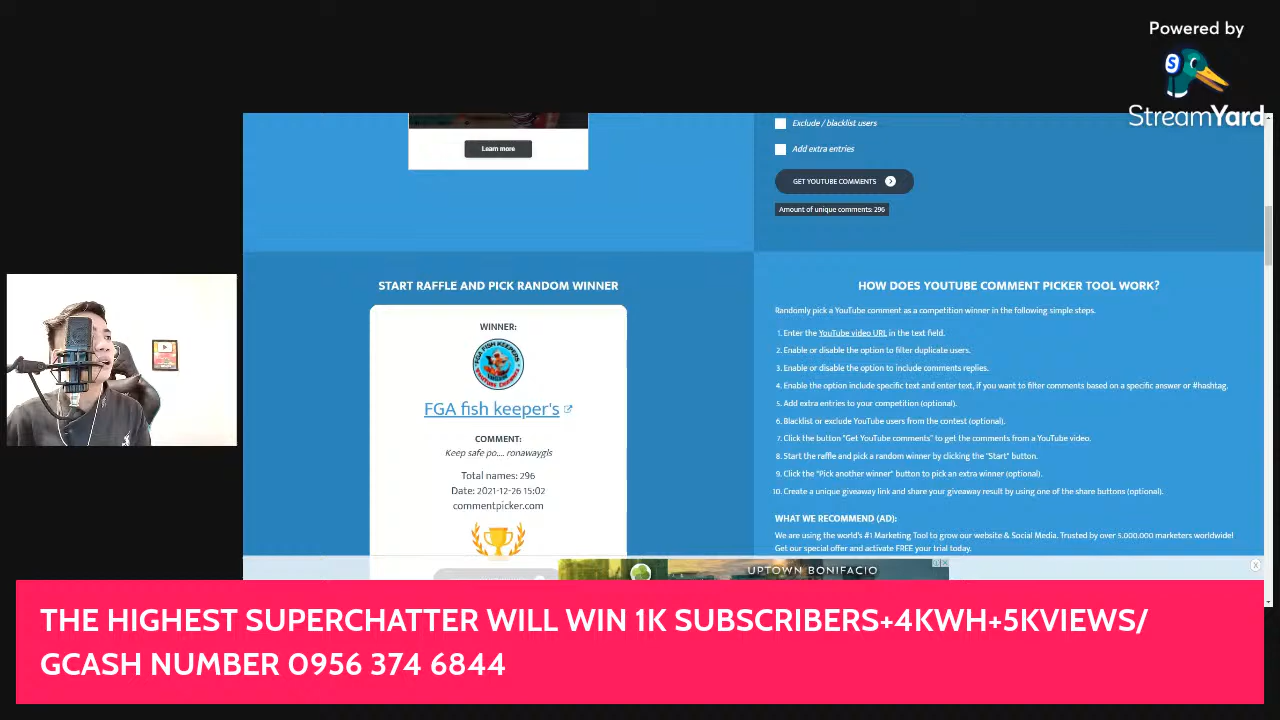 Powered by
StreamYard
Learn more
Exclude / blacklist users
Add extra entries
GET YOUTUBE COMMENTS
Amount of unique comments: 296
START RAFFLE AND PICK RANDOM WINNER
WINNER:
FGA FISH KEEPERS
FGA fish keeper's
COMMENT:
Keep safe po.... ronawaygls
Total names: 296
Date: 2021-12-26 15:02
commentpicker.com
HOW DOES YOUTUBE COMMENT PICKER TOOL WORK?
Randomly pick a YouTube comment as a competition winner in the following simple steps.
1. Enter the YouTube video URL in the text field.
2. Enable or disable the option to filter duplicate users.
3. Enable or disable the option to include comments replies.
4. Enable the option include specific text and enter text, if you want to filter comments based on a specific answer or #hashtag.
5. Add extra entries to your competition (optional).
6. Blacklist or exclude YouTube users from the contest (optional).
7. Click the button "Get YouTube comments" to get the comments from a YouTube video.
8. Start the raffle and pick a random winner by clicking the "Start" button.
9. Click the "Pick another winner" button to pick an extra winner (optional).
10. Create a unique giveaway link and share your giveaway result by using one of the share buttons (optional).
WHAT WE RECOMMEND (AD):
We are using the world's #1 Marketing Tool to grow our website & Social Media. Trusted by over 5.000.000 marketers worldwide!
Get our special offer and activate FREE your trial today.
UPTOWN BONIFACIO
THE HIGHEST SUPERCHATTER WILL WIN 1K SUBSCRIBERS+4KWH+5KVIEWS/
GCASH NUMBER 0956 374 6844